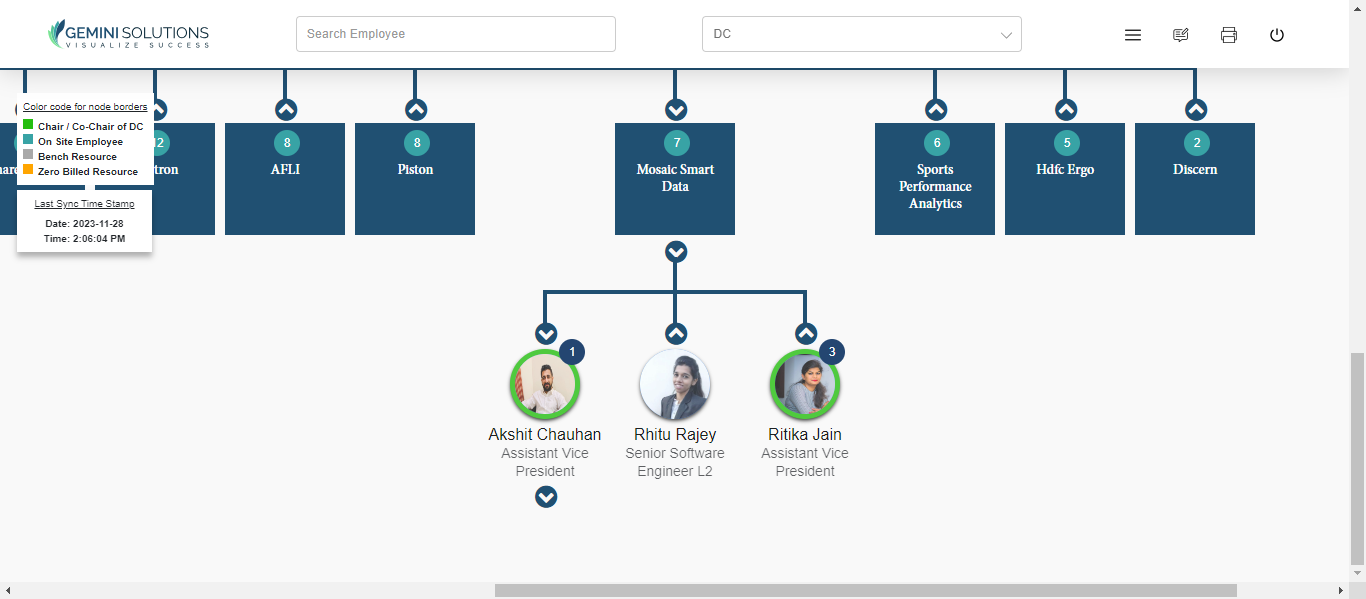 GEMINI SOLUTIONS
VISUALIZE SUCCESS
Search Employee
DC
Color code for node borders
Chair / Co-Chair of DC
On Site Employee
Bench Resource
Zero Billed Resource
Last Sync Time Stamp
Date: 2023-11-28
Time: 2:06:04 PM
12
8
AFLI
8
Piston
7
Mosaic Smart
Data
6
Sports
Performance
Analytics
5
Hdfc Ergo
2
Discern
1
Akshit Chauhan
Assistant Vice
President
Rhitu Rajey
Senior Software
Engineer L2
3
Ritika Jain
Assistant Vice
President